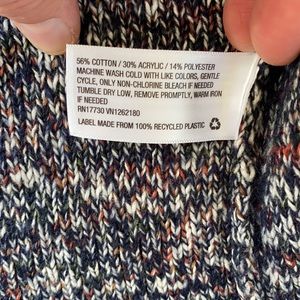 56% COTTON / 30% ACRYLIC / 14% POLYESTER
MACHINE WASH COLD WITH LIKE COLORS, GENTLE
CYCLE, ONLY NON-CHLORINE BLEACH IF NEEDED
TUMBLE DRY LOW, REMOVE PROMPTLY, WARM IRON
IF NEEDED
RN17730 VN1262180
LABEL MADE FROM 100% RECYCLED PLASTIC